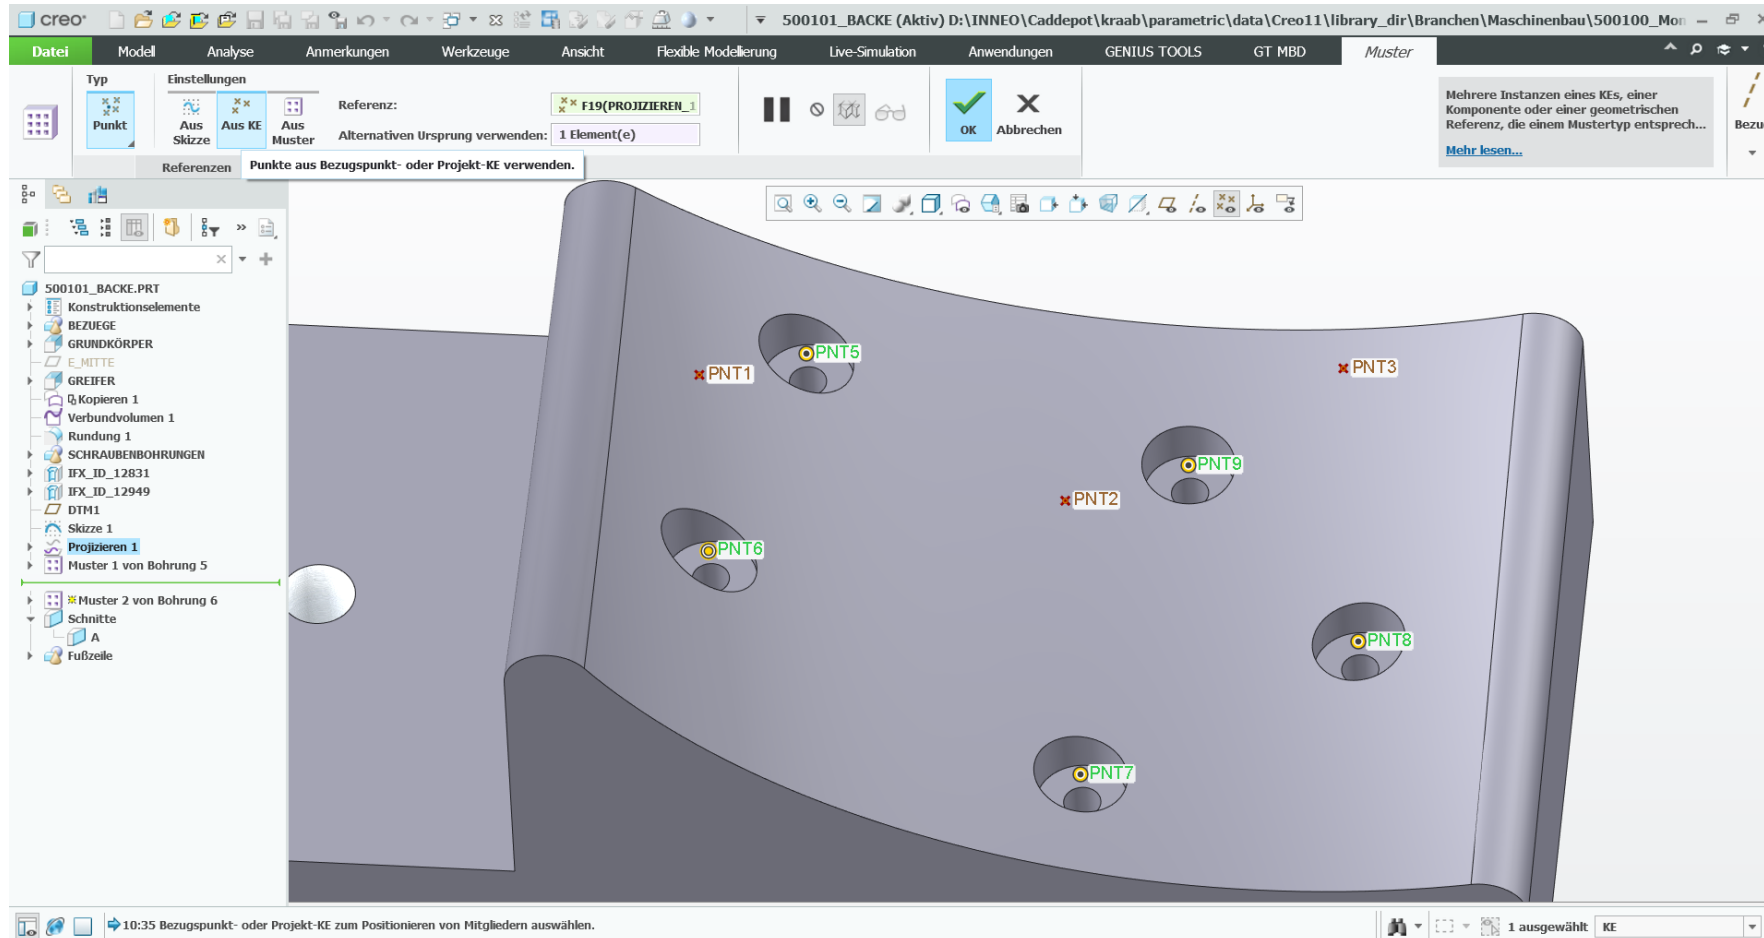 creo®
500101_BACKE (Aktiv) D:\INNEO\Caddepot\kraab\parametric\data\Creo11\library_dir\Branchen\Maschinenbau\500100_Mon
Datei Modell Analyse Anmerkungen Werkzeuge Ansicht Flexible Modellierung Live-Simulation Anwendungen GENIUS TOOLS GT MBD Muster
Typ
Punkt
Einstellungen
Aus Skizze
Aus KE
Aus Muster
Referenz: F19(PROJIZIEREN_1
Alternativen Ursprung verwenden: 1 Element(e)
Referenzen
Punkte aus Bezugspunkt- oder Projekt-KE verwenden.
OK
Abbrechen
Mehrere Instanzen eines KEs, einer
Komponente oder einer geometrischen
Referenz, die einem Mustertyp entsprech...
Mehr lesen...
Bezu
500101_BACKE.PRT
Konstruktionselemente
BEZUEGE
GRUNDKÖRPER
E_MITTE
GREIFER
Kopieren 1
Verbundvolumen 1
Rundung 1
SCHRAUBENBOHRUNGEN
IFX_ID_12831
IFX_ID_12949
DTM1
Skizze 1
Projizieren 1
Muster 1 von Bohrung 5
Muster 2 von Bohrung 6
Schnitte
A
Fußzeile
PNT5
PNT1
PNT3
PNT9
PNT2
PNT6
PNT8
PNT7
10:35 Bezugspunkt- oder Projekt-KE zum Positionieren von Mitgliedern auswählen.
1 ausgewählt
KE